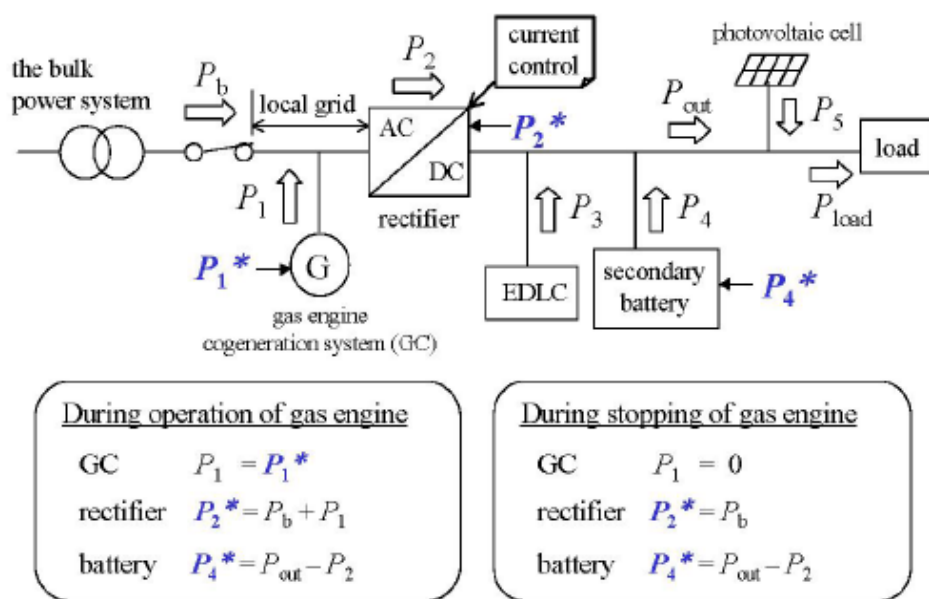 the bulk
power system
P_b
local grid
P_2
current
control
AC
DC
P_2*
rectifier
P_out
photovoltaic cell
P_5
load
P_load
P_1
P_1*
G
gas engine
cogeneration system (GC)
P_3
EDLC
P_4
secondary
battery
P_4*
During operation of gas engine
GC P_1 = P_1*
rectifier P_2* = P_b + P_1
battery P_4* = P_out − P_2
During stopping of gas engine
GC P_1 = 0
rectifier P_2* = P_b
battery P_4* = P_out − P_2